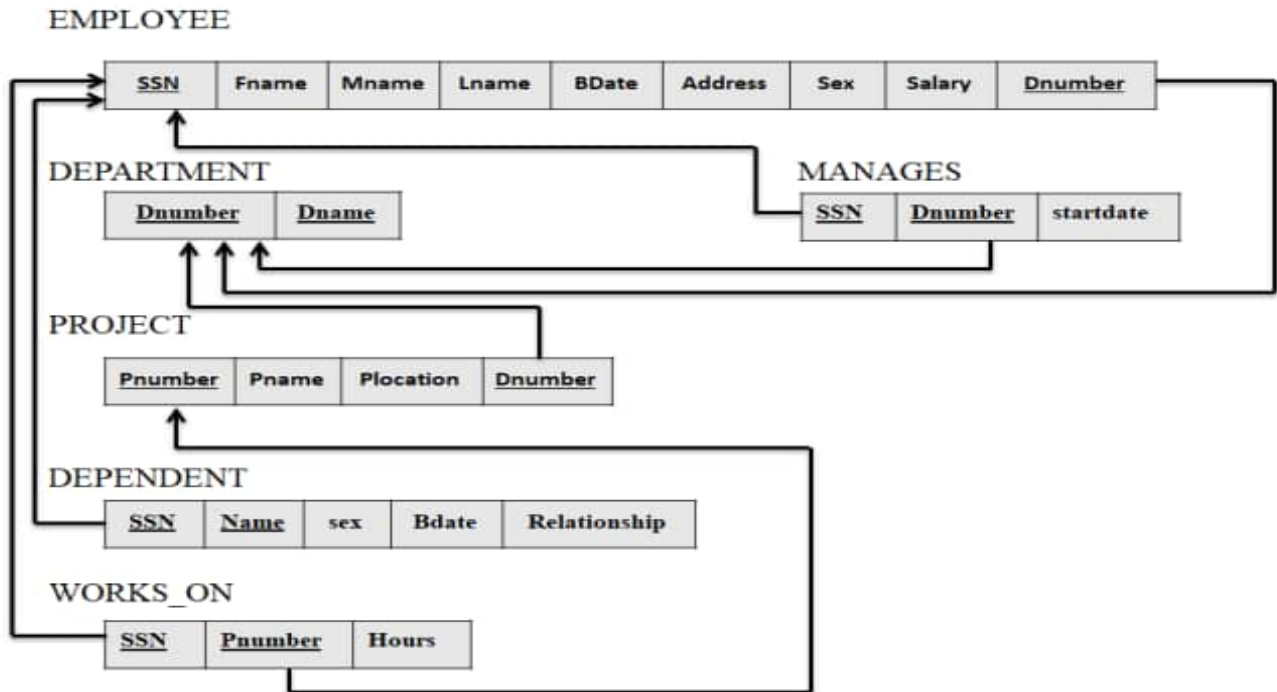 EMPLOYEE
SSN Fname Mname Lname BDate Address Sex Salary Dnumber
DEPARTMENT
Dnumber Dname
MANAGES
SSN Dnumber startdate
PROJECT
Pnumber Pname Plocation Dnumber
DEPENDENT
SSN Name sex Bdate Relationship
WORKS_ON
SSN Pnumber Hours